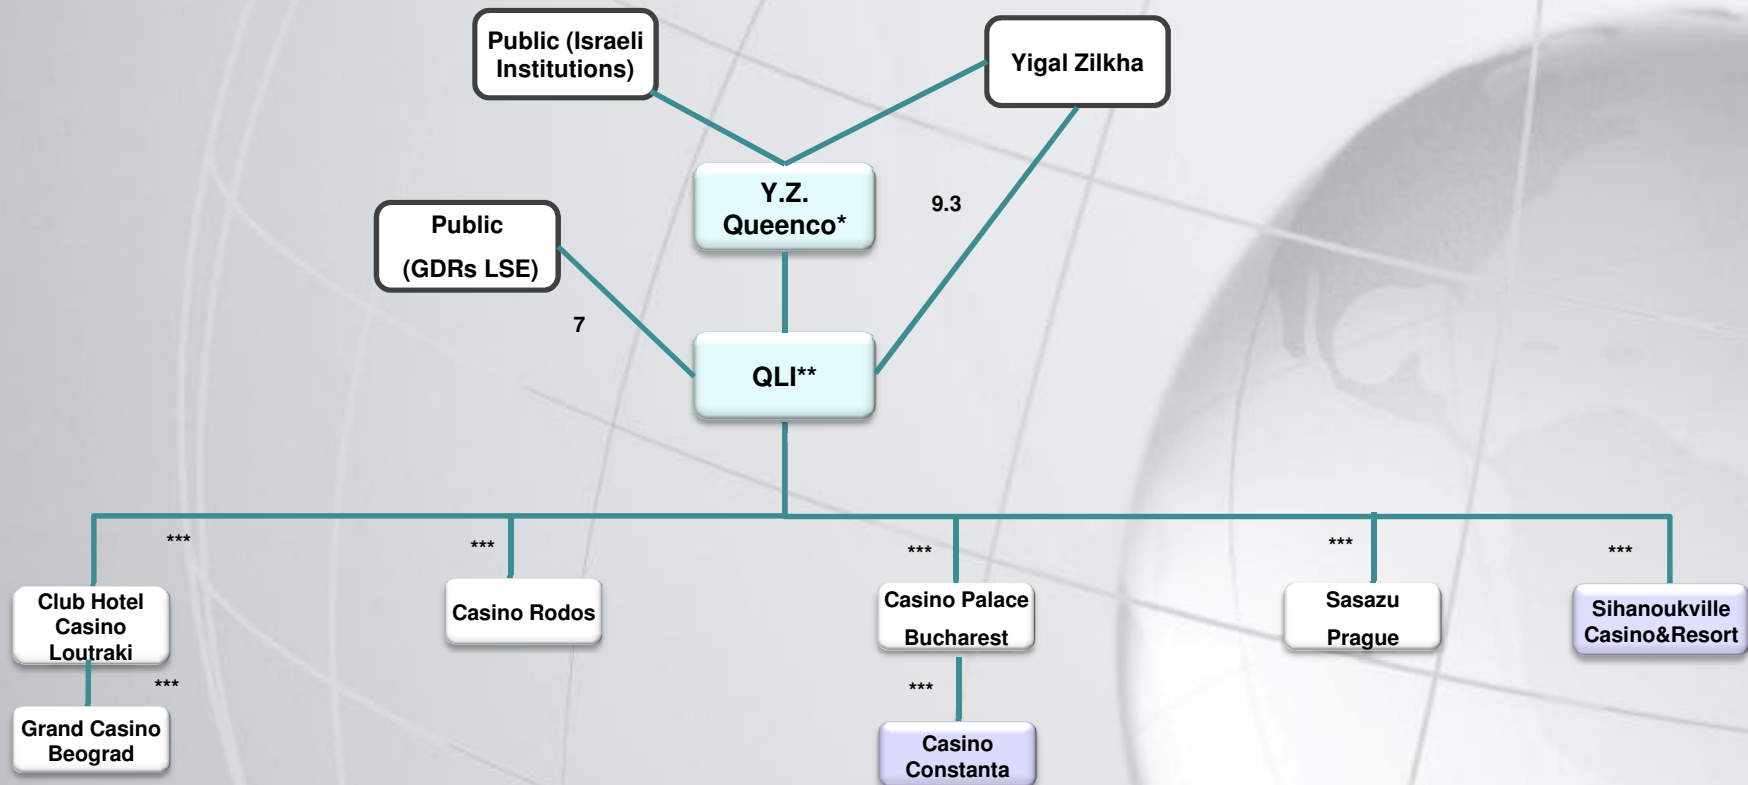 Public (Israeli
Institutions)
Yigal Zilkha
Y.Z.
Queenco*
9.3
Public
(GDRs LSE)
7
QLI**
***
***
***
***
***
Club Hotel
Casino
Loutraki
Casino Rodos
Casino Palace
Bucharest
Sasazu
Prague
Sihanoukville
Casino&Resort
***
***
Grand Casino
Beograd
Casino
Constanta